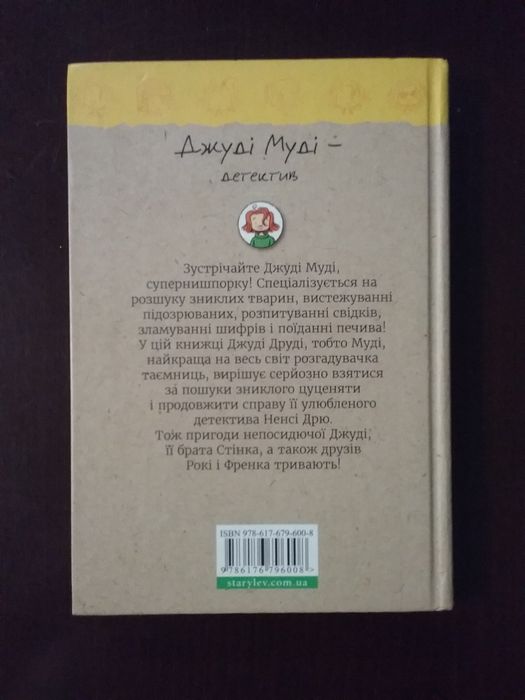 Джуді Муді –
детектив
Зустрічайте Джуді Муді,
супернишпорку! Спеціалізується на
розшуку зниклих тварин, вистежуванні
підозрюваних, розпитуванні свідків,
зламуванні шифрів і поїданні печива!
У цій книжці Джуді Друді, тобто Муді,
найкраща на весь світ розгадувачка
таємниць, вирішує серйозно взятися
за пошуки зниклого цуценяти
і продовжити справу її улюбленого
детектива Ненсі Дрю.
Тож пригоди непосидючої Джуді,
її брата Стінка, а також друзів
Рокі і Френка тривають!
ISBN 978-617-679-600-8
9786176796008>
starylev.com.ua